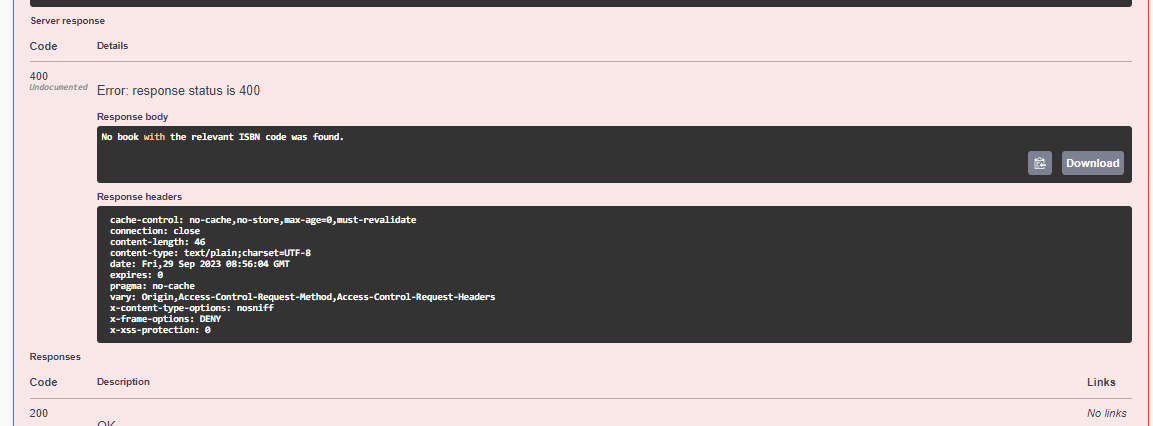 Server response
Code Details
400 Error: response status is 400
Undocumented
Response body
No book with the relevant ISBN code was found.
Download
Response headers
cache-control: no-cache,no-store,max-age=0,must-revalidate
connection: close
content-length: 46
content-type: text/plain;charset=UTF-8
date: Fri,29 Sep 2023 08:56:04 GMT
expires: 0
pragma: no-cache
vary: Origin,Access-Control-Request-Method,Access-Control-Request-Headers
x-content-type-options: nosniff
x-frame-options: DENY
x-xss-protection: 0
Responses
Code Description Links
200 No links
OK